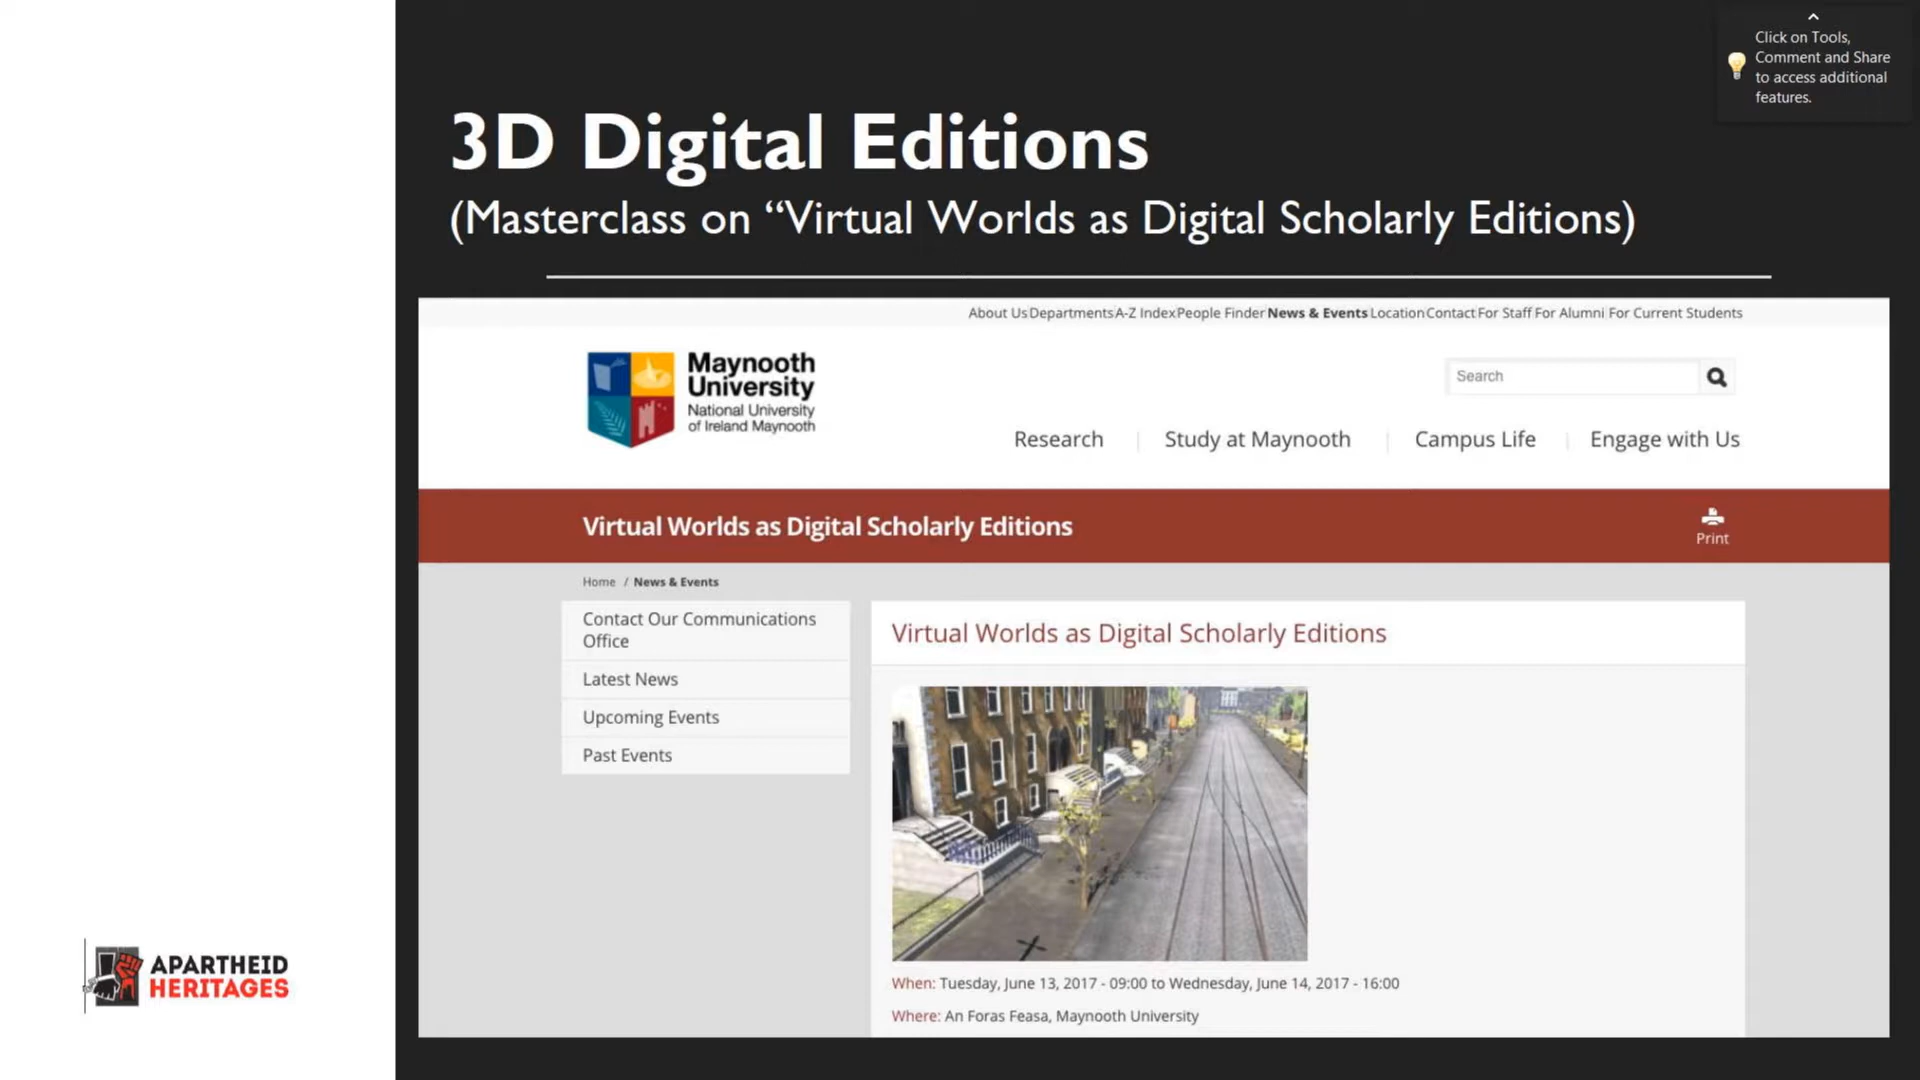 Click on Tools,
Comment and Share
to access additional
features.
3D Digital Editions
(Masterclass on “Virtual Worlds as Digital Scholarly Editions)
About Us Departments A-Z Index People Finder News & Events Location Contact For Staff For Alumni For Current Students
Maynooth
University
National University
of Ireland Maynooth
Search
Research Study at Maynooth Campus Life Engage with Us
Virtual Worlds as Digital Scholarly Editions
Print
Home / News & Events
Contact Our Communications
Office
Latest News
Upcoming Events
Past Events
Virtual Worlds as Digital Scholarly Editions
When: Tuesday, June 13, 2017 - 09:00 to Wednesday, June 14, 2017 - 16:00
Where: An Foras Feasa, Maynooth University
APARTHEID
HERITAGES